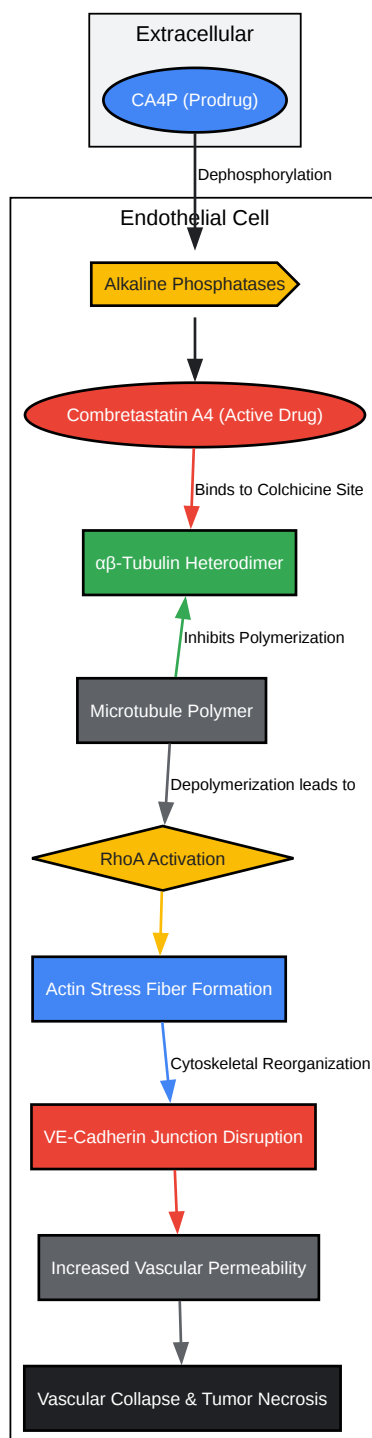 Extracellular
CA4P (Prodrug)
Dephosphorylation
Endothelial Cell
Alkaline Phosphatases
Combretastatin A4 (Active Drug)
Binds to Colchicine Site
αβ-Tubulin Heterodimer
Inhibits Polymerization
Microtubule Polymer
Depolymerization leads to
RhoA Activation
Actin Stress Fiber Formation
Cytoskeletal Reorganization
VE-Cadherin Junction Disruption
Increased Vascular Permeability
Vascular Collapse & Tumor Necrosis